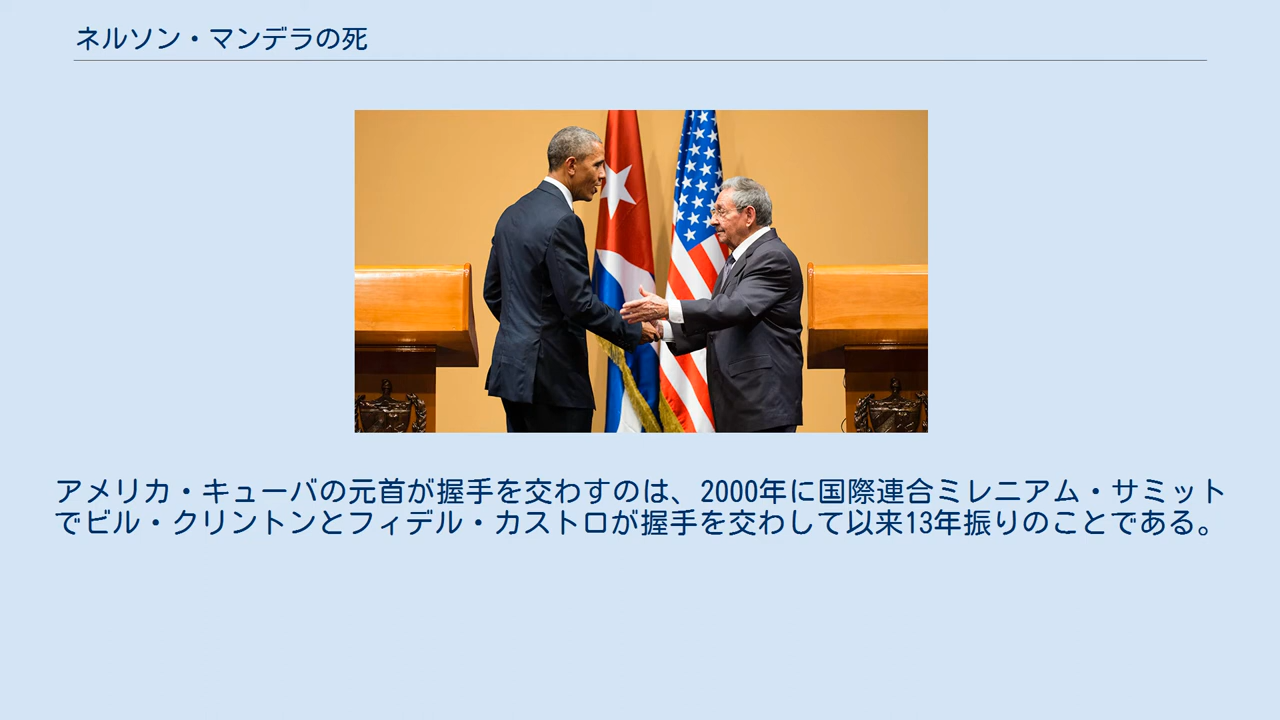 ネルソン・マンデラの死
アメリカ・キューバの元首が握手を交わすのは、2000年に国際連合ミレニアム・サミット
でビル・クリントンとフィデル・カストロが握手を交わして以来13年振りのことである。